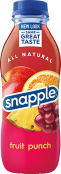 NEW LOOK
SAME
GREAT
TASTE
ALL NATURAL
snapple
fruit punch